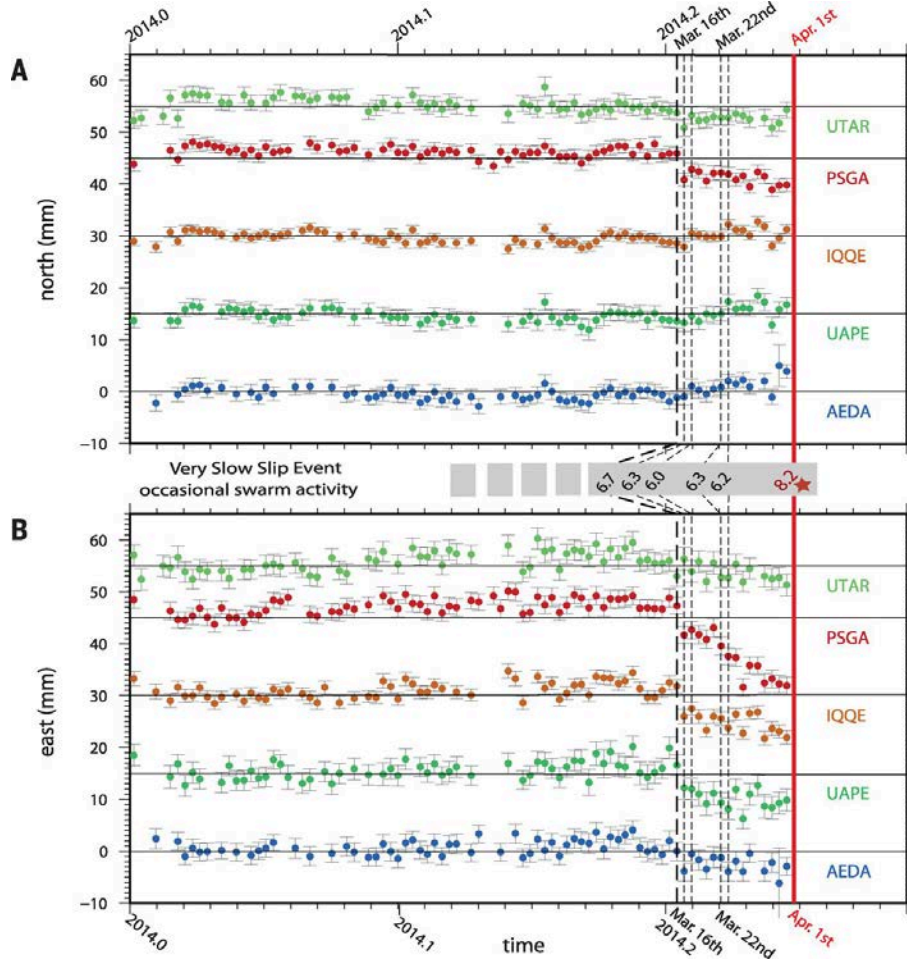 2014.0
2014.1
2014.2
Mar. 16th
Mar. 22nd
Apr. 1st
A
60
50
40
30
20
10
0
−10
north (mm)
UTAR
PSGA
IQQE
UAPE
AEDA
Very Slow Slip Event
occasional swarm activity
6.7
6.3
6.0
6.3
6.2
8.2
B
60
50
40
30
20
10
0
−10
east (mm)
UTAR
PSGA
IQQE
UAPE
AEDA
2014.0
2014.1
time
2014.2
Mar. 16th
Mar. 22nd
Apr. 1st